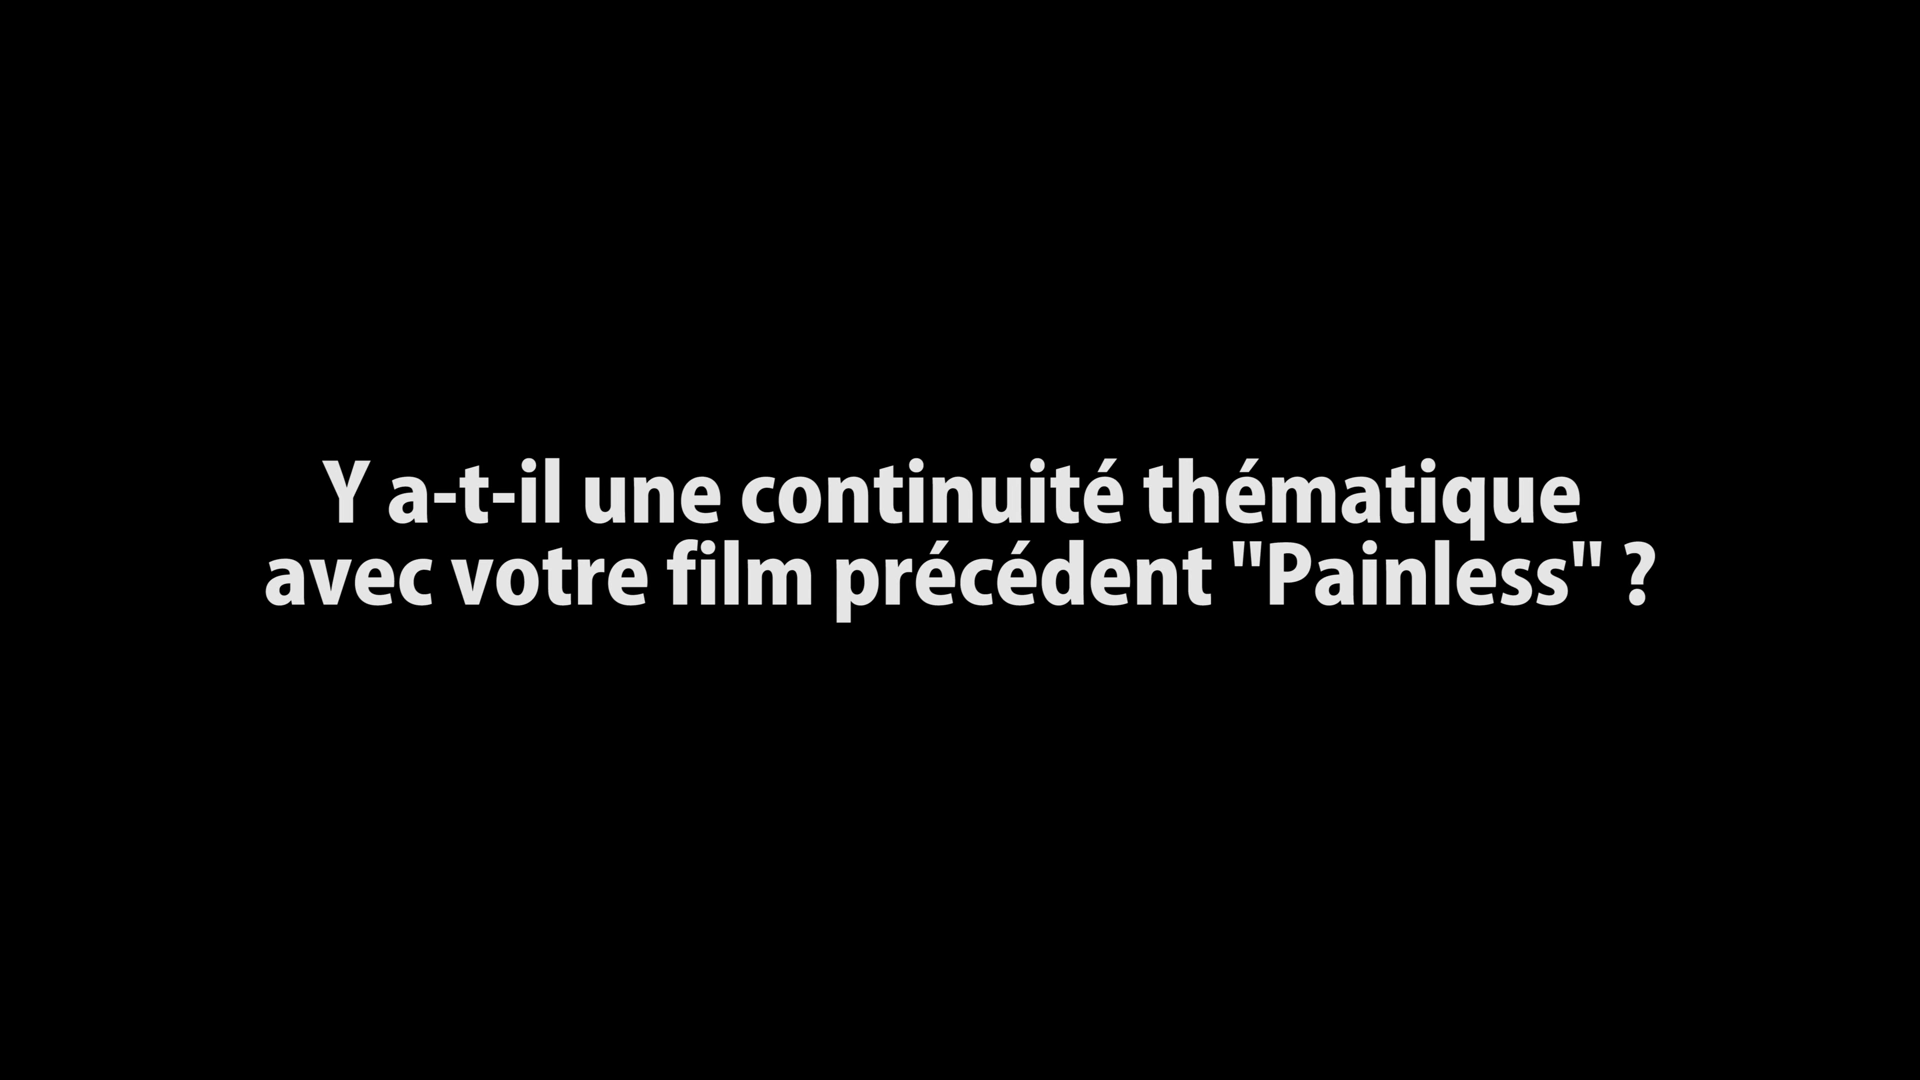 Y a-t-il une continuité thématique
avec votre film précédent "Painless" ?